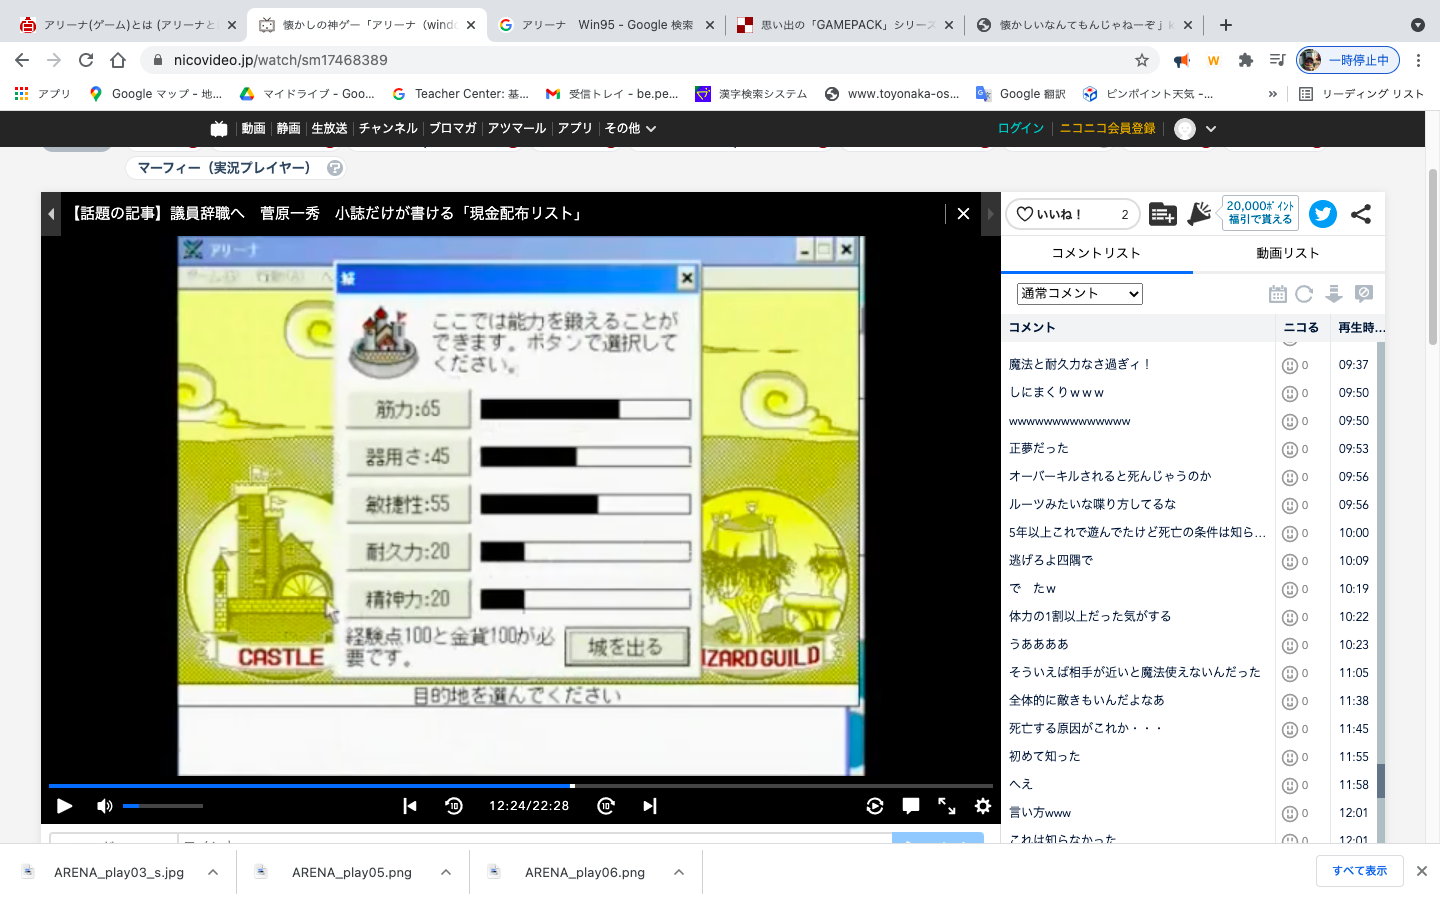 アリーナ(ゲーム)とは (アリーナと
懐かしの神ゲー「アリーナ（windo
アリーナ　Win95 - Google 検索
思い出の「GAMEPACK」シリーズ
懐かしいなんてもんじゃねーぞｊｋ
nicovideo.jp/watch/sm17468389
一時停止中
アプリ
Google マップ - 地...
マイドライブ - Goo...
Teacher Center: 基...
受信トレイ - be.pe...
漢字検索システム
www.toyonaka-os...
Google 翻訳
ピンポイント天気 -...
»
リーディング リスト
動画
静画
生放送
チャンネル
ブロマガ
アツマール
アプリ
その他
ログイン
ニコニコ会員登録
マーフィー（実況プレイヤー）
【話題の記事】議員辞職へ　菅原一秀　小誌だけが書ける「現金配布リスト」
いいね！
2
20,000ﾎﾟｲﾝﾄ
福引で貰える
コメントリスト
動画リスト
通常コメント
コメント
ニコる
再生時...
魔法と耐久力なさ過ぎィ！ 0 09:37
しにまくりｗｗｗ 0 09:50
wwwwwwwwwwwwww 0 09:50
正夢だった 0 09:53
オーバーキルされると死んじゃうのか 0 09:56
ルーツみたいな喋り方してるな 0 09:56
5年以上これで遊んでたけど死亡の条件は知ら... 0 10:00
逃げるよ四隅で 0 10:09
で　たｗ 0 10:19
体力の1割以上だった気がする 0 10:22
うああああ 0 10:23
そういえば相手が近いと魔法使えないんだった 0 11:05
全体的に敵きもいんだよなあ 0 11:38
死亡する原因がこれか・・・ 0 11:45
初めて知った 0 11:55
へえ 0 11:58
言い方www 0 12:01
これは知らなかった 0 12:01
アリーナ
城
ここでは能力を鍛えることが
できます。ボタンで選択して
ください。
筋力:65
器用さ:45
敏捷性:55
耐久力:20
精神力:20
経験点100と金貨100が必
要です。
城を出る
CASTLE
IZARD GUILD
目的地を選んでください
10
12:24/22:28
10
ARENA_play03_s.jpg
ARENA_play05.png
ARENA_play06.png
すべて表示